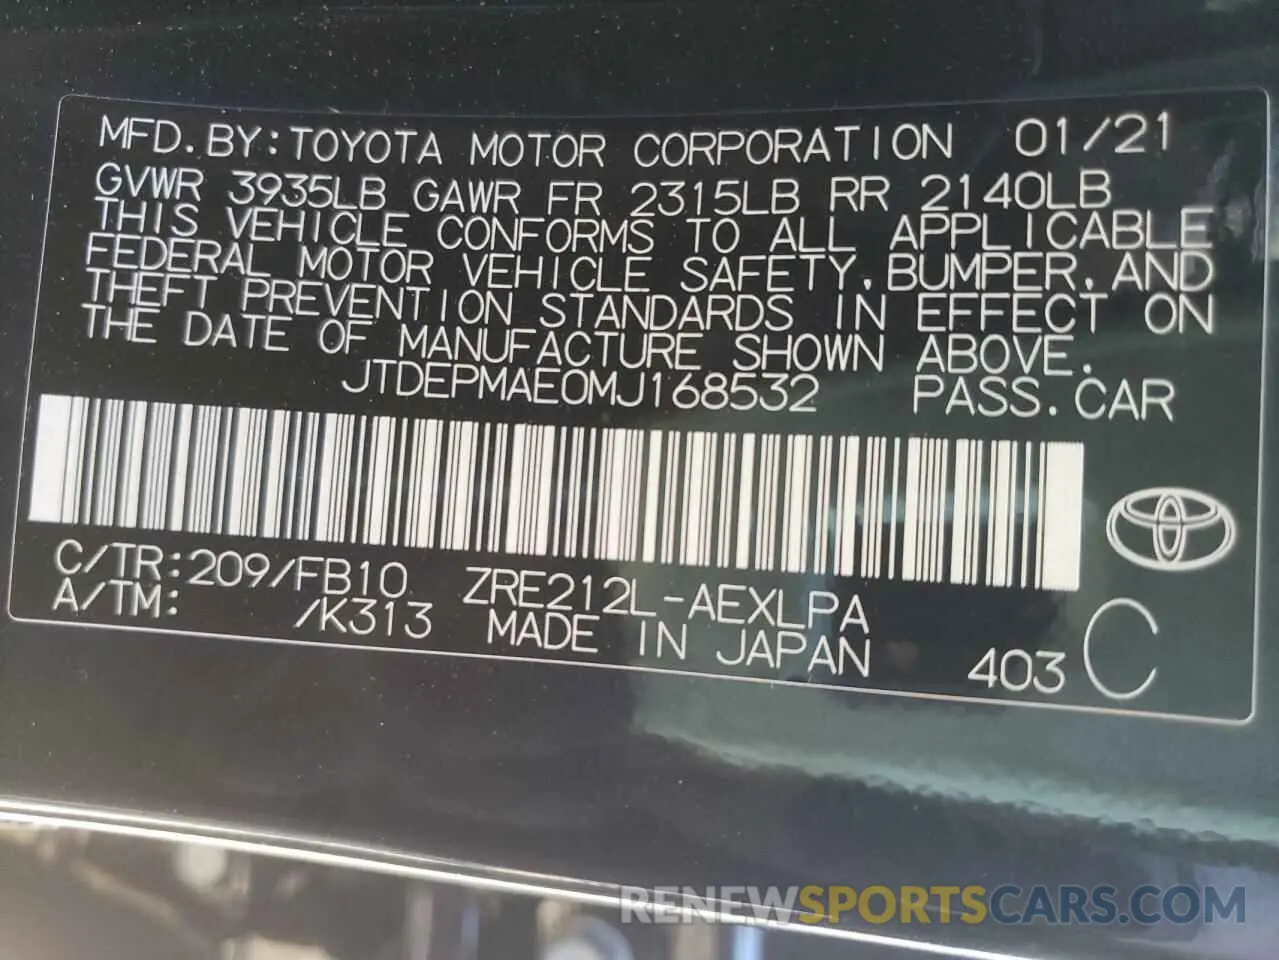 MFD. BY: TOYOTA MOTOR CORPORATION 01/21
GVWR 3935LB GAWR FR 2315LB RR 2140LB
THIS VEHICLE CONFORMS TO ALL APPLICABLE
FEDERAL MOTOR VEHICLE SAFETY, BUMPER, AND
THEFT PREVENTION STANDARDS IN EFFECT ON
THE DATE OF MANUFACTURE SHOWN ABOVE.
JTDEPMAE0MJ168532 PASS. CAR
C/TR: 209/FB10 ZRE212L-AEXLPA
A/TM: /K313 MADE IN JAPAN 403 C
RENEWSPORTSCARS.COM